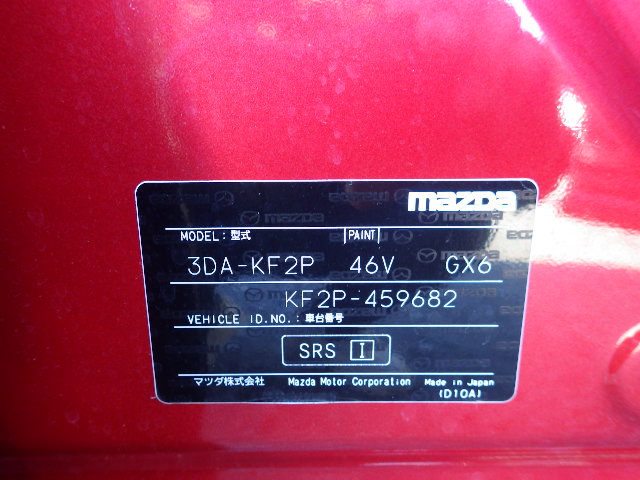 mazda
MODEL:型式 PAINT
3DA-KF2P 46V GX6
KF2P-459682
VEHICLE ID.NO.:車台番号
SRS I
マツダ株式会社 Mazda Motor Corporation Made in Japan
(D10A)